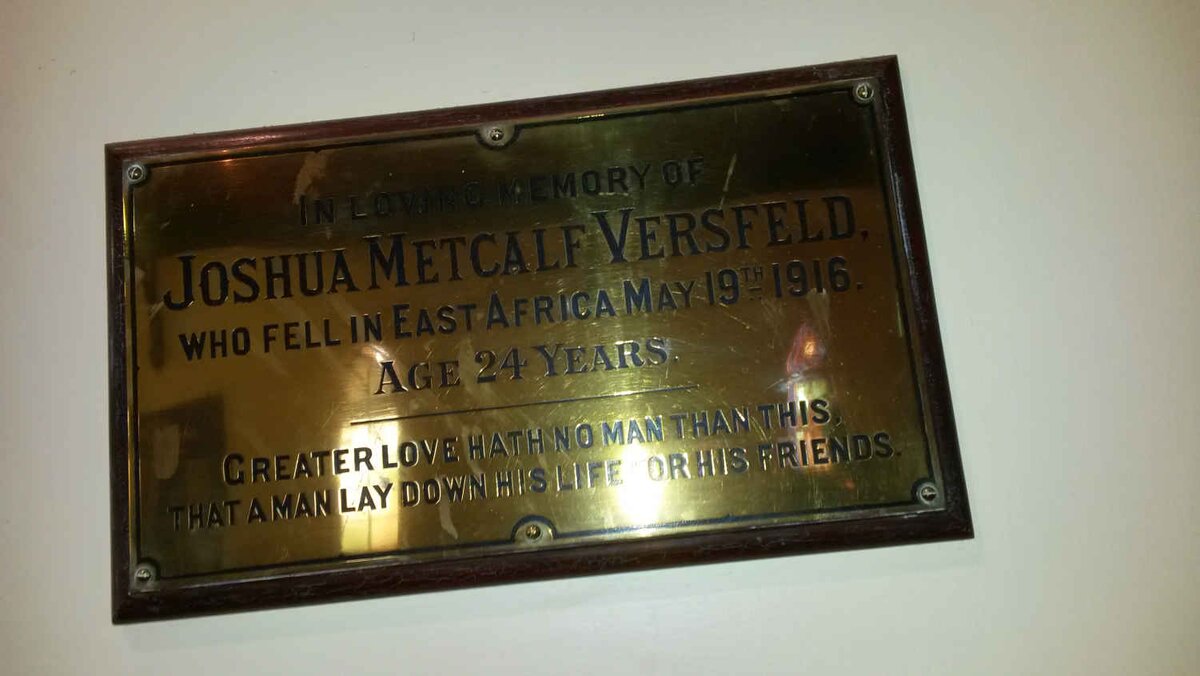 IN LOVING MEMORY OF
JOSHUA METCALF VERSFELD,
WHO FELL IN EAST AFRICA MAY 19TH 1916.
AGE 24 YEARS.
GREATER LOVE HATH NO MAN THAN THIS,
THAT A MAN LAY DOWN HIS LIFE FOR HIS FRIENDS.